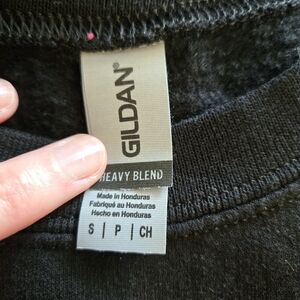 GILDAN®
HEAVY BLEND
Made in Honduras
Fabriqué au Honduras
Hecho en Honduras
S | P | CH